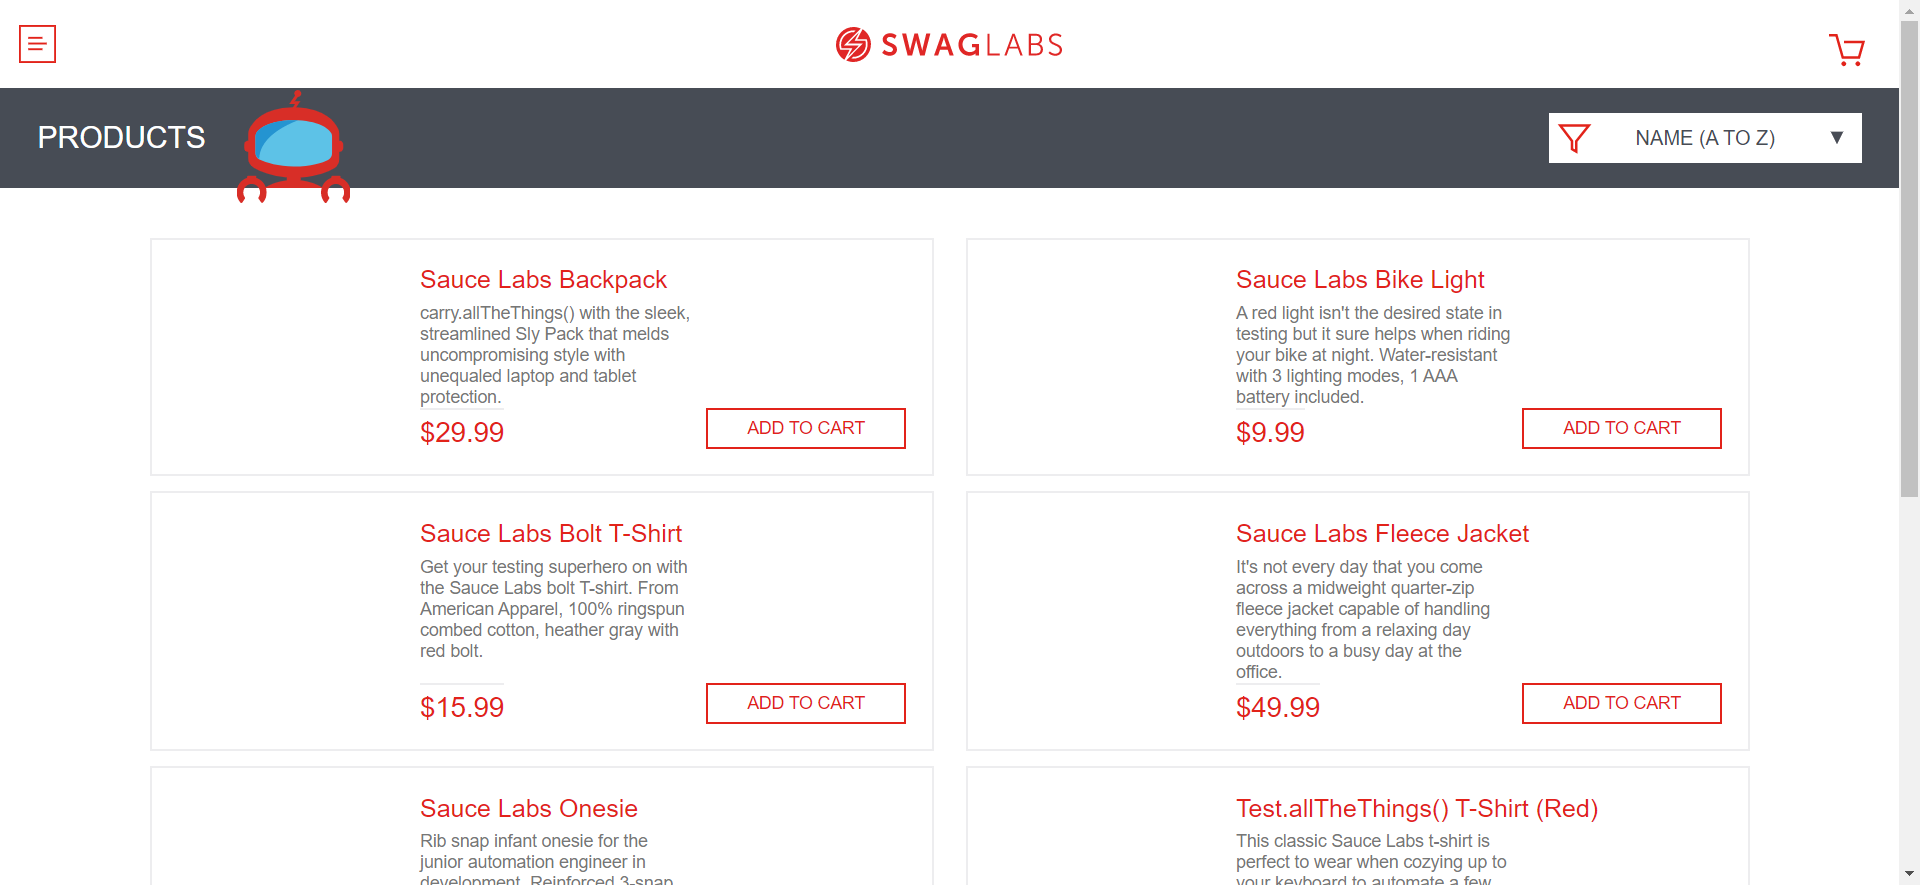 SWAGLABS
PRODUCTS
NAME (A TO Z)
Sauce Labs Backpack
carry.allTheThings() with the sleek,
streamlined Sly Pack that melds
uncompromising style with
unequaled laptop and tablet
protection.
$29.99
ADD TO CART
Sauce Labs Bike Light
A red light isn't the desired state in
testing but it sure helps when riding
your bike at night. Water-resistant
with 3 lighting modes, 1 AAA
battery included.
$9.99
ADD TO CART
Sauce Labs Bolt T-Shirt
Get your testing superhero on with
the Sauce Labs bolt T-shirt. From
American Apparel, 100% ringspun
combed cotton, heather gray with
red bolt.
$15.99
ADD TO CART
Sauce Labs Fleece Jacket
It's not every day that you come
across a midweight quarter-zip
fleece jacket capable of handling
everything from a relaxing day
outdoors to a busy day at the
office.
$49.99
ADD TO CART
Sauce Labs Onesie
Rib snap infant onesie for the
junior automation engineer in
development. Reinforced 3-snap
Test.allTheThings() T-Shirt (Red)
This classic Sauce Labs t-shirt is
perfect to wear when cozying up to
your keyboard to automate a few